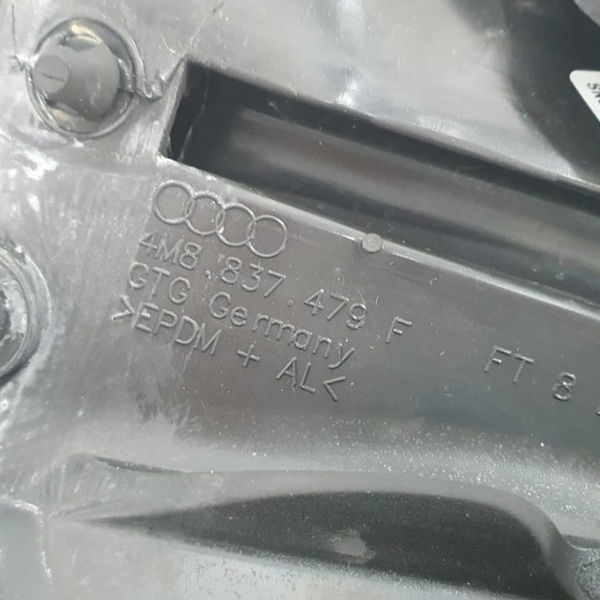 4M8.837.479 F
GTG Germany
>EPDM + AL<
FT 8